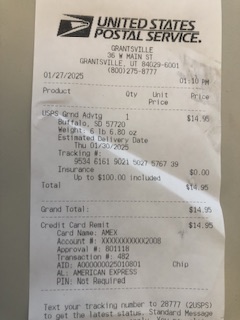 UNITED STATES
POSTAL SERVICE.
GRANTSVILLE
36 W MAIN ST
GRANTSVILLE, UT 84029-6001
(800)275-8777
01/27/2025 01:10 PM
Product Qty Unit Price
Price
USPS Grnd Advtg 1 $14.95
Buffalo, SD 57720
Weight: 6 lb 6.80 oz
Estimated Delivery Date
Thu 01/30/2025
Tracking #:
9534 6161 9021 5027 5767 39
Insurance $0.00
Up to $100.00 included
Total $14.95
Grand Total: $14.95
Credit Card Remit $14.95
Card Name: AMEX
Account #: XXXXXXXXXXX2008
Approval #: 801118
Transaction #: 482
AID: A000000025010801 Chip
AL: AMERICAN EXPRESS
PIN: Not Required
Text your tracking number to 28777 (2USPS)
to get the latest status. Standard Message